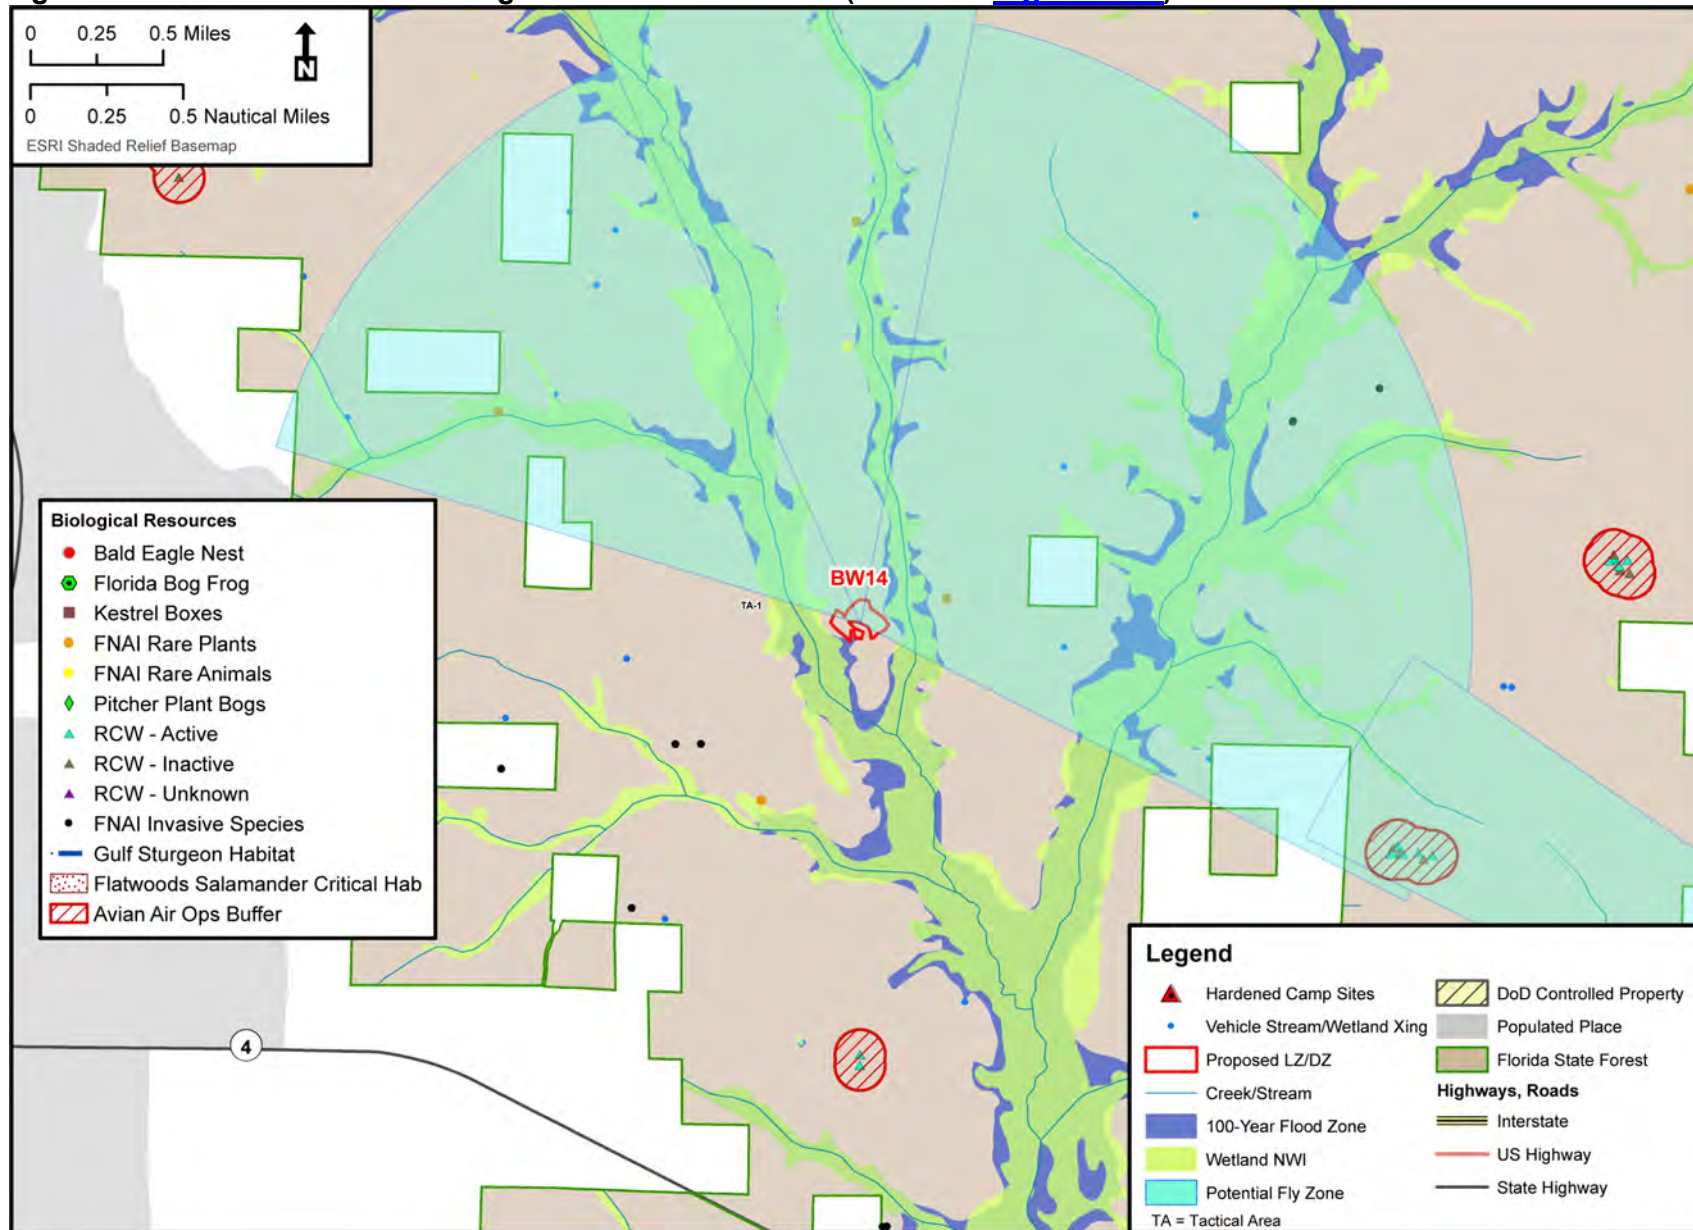 0 0.25 0.5 Miles
N
0 0.25 0.5 Nautical Miles
ESRI Shaded Relief Basemap
BW14
TA-1
Biological Resources
Bald Eagle Nest
Florida Bog Frog
Kestrel Boxes
FNAI Rare Plants
FNAI Rare Animals
Pitcher Plant Bogs
RCW - Active
RCW - Inactive
RCW - Unknown
FNAI Invasive Species
Gulf Sturgeon Habitat
Flatwoods Salamander Critical Hab
Avian Air Ops Buffer
4
Legend
Hardened Camp Sites
Vehicle Stream/Wetland Xing
Proposed LZ/DZ
Creek/Stream
100-Year Flood Zone
Wetland NWI
Potential Fly Zone
TA = Tactical Area
DoD Controlled Property
Populated Place
Florida State Forest
Highways, Roads
Interstate
US Highway
State Highway